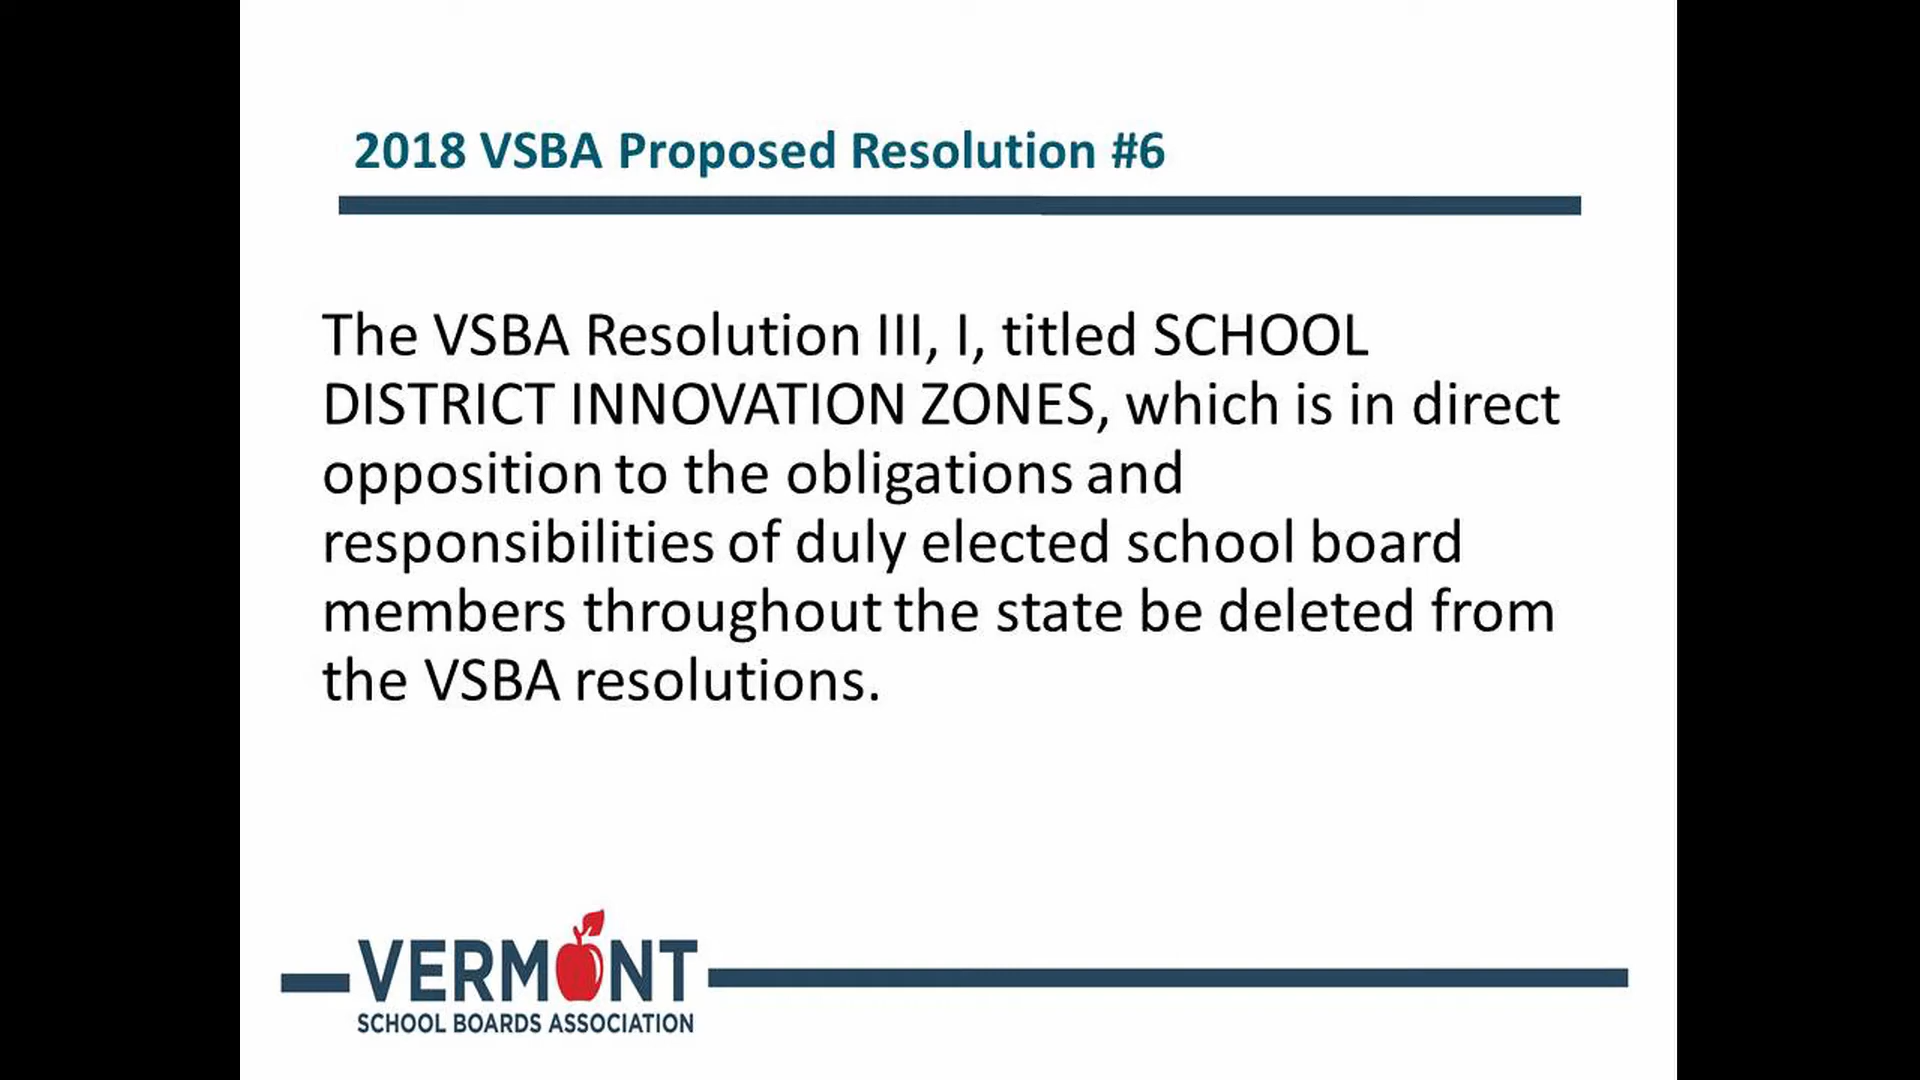 2018 VSBA Proposed Resolution #6
The VSBA Resolution III, I, titled SCHOOL
DISTRICT INNOVATION ZONES, which is in direct
opposition to the obligations and
responsibilities of duly elected school board
members throughout the state be deleted from
the VSBA resolutions.
VERMONT
SCHOOL BOARDS ASSOCIATION